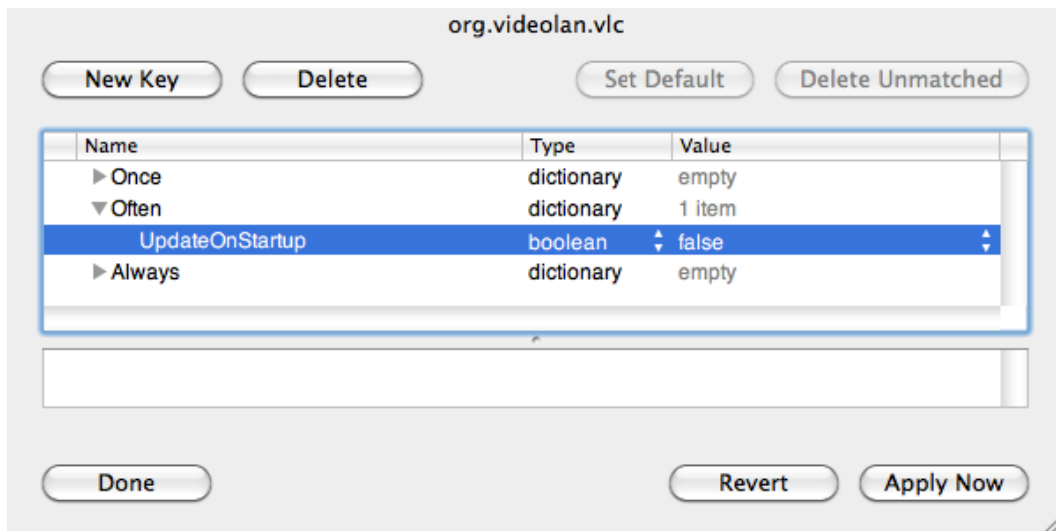 org.videolan.vlc
New Key Delete Set Default Delete Unmatched
Name Type Value
Once dictionary empty
Often dictionary 1 item
UpdateOnStartup boolean false
Always dictionary empty
Done Revert Apply Now